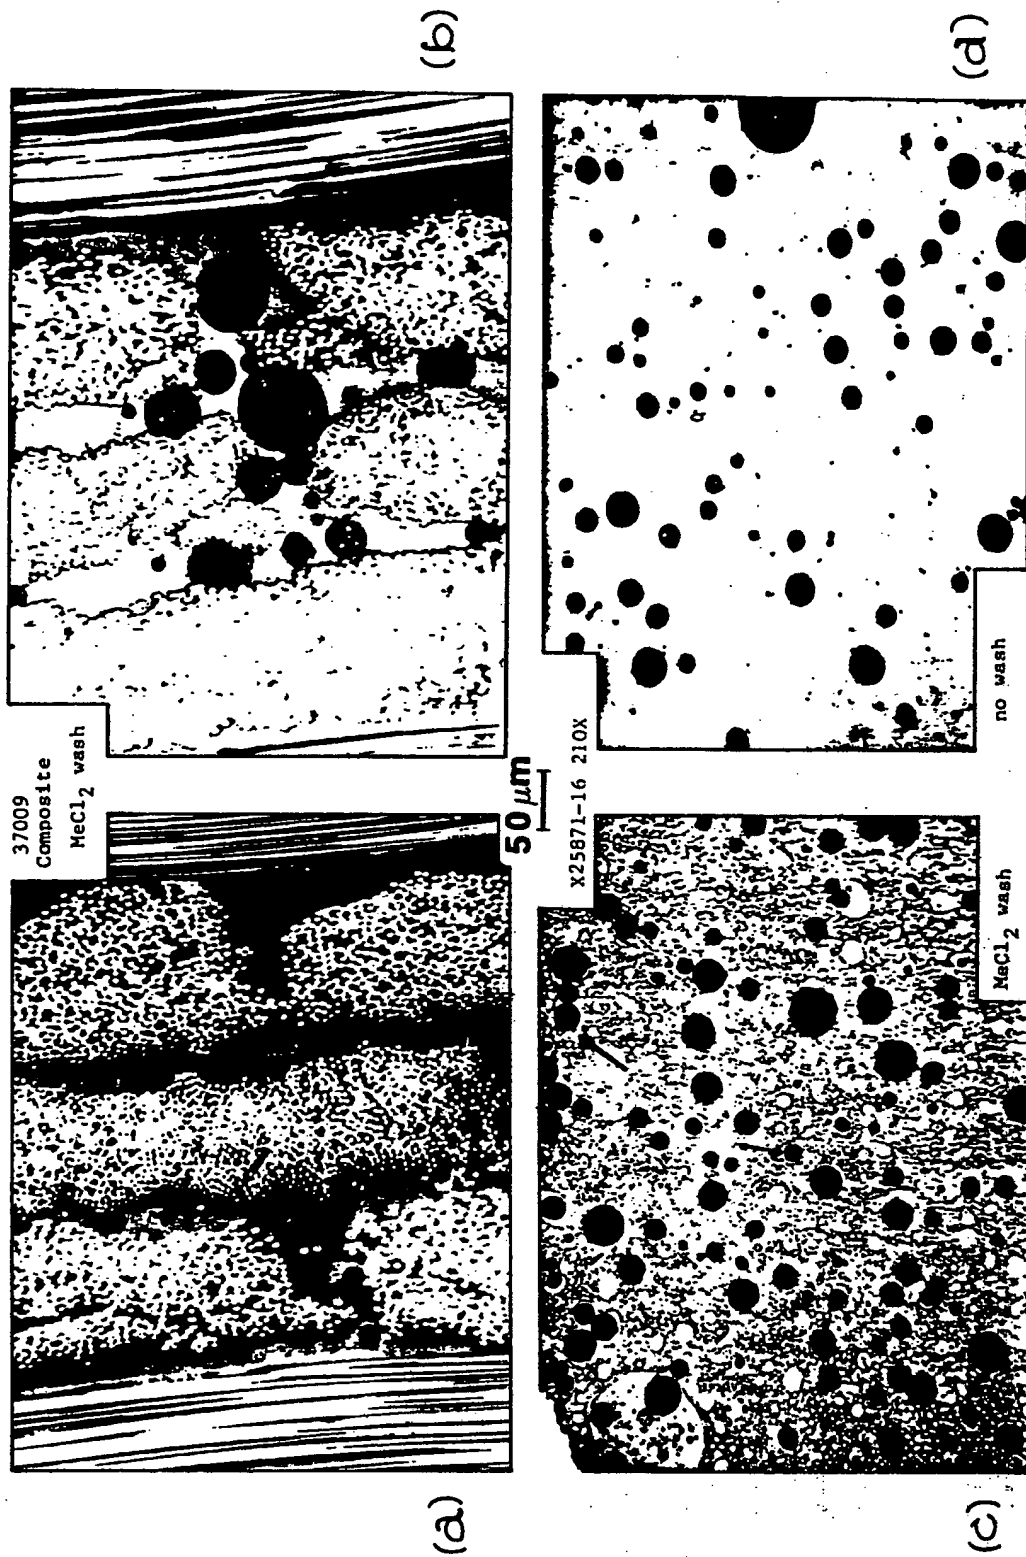 37009
Composite
MeCl2 wash
(a)
(b)
50 µm
X25871-16 210X
MeCl2 wash
no wash
(c)
(d)
b